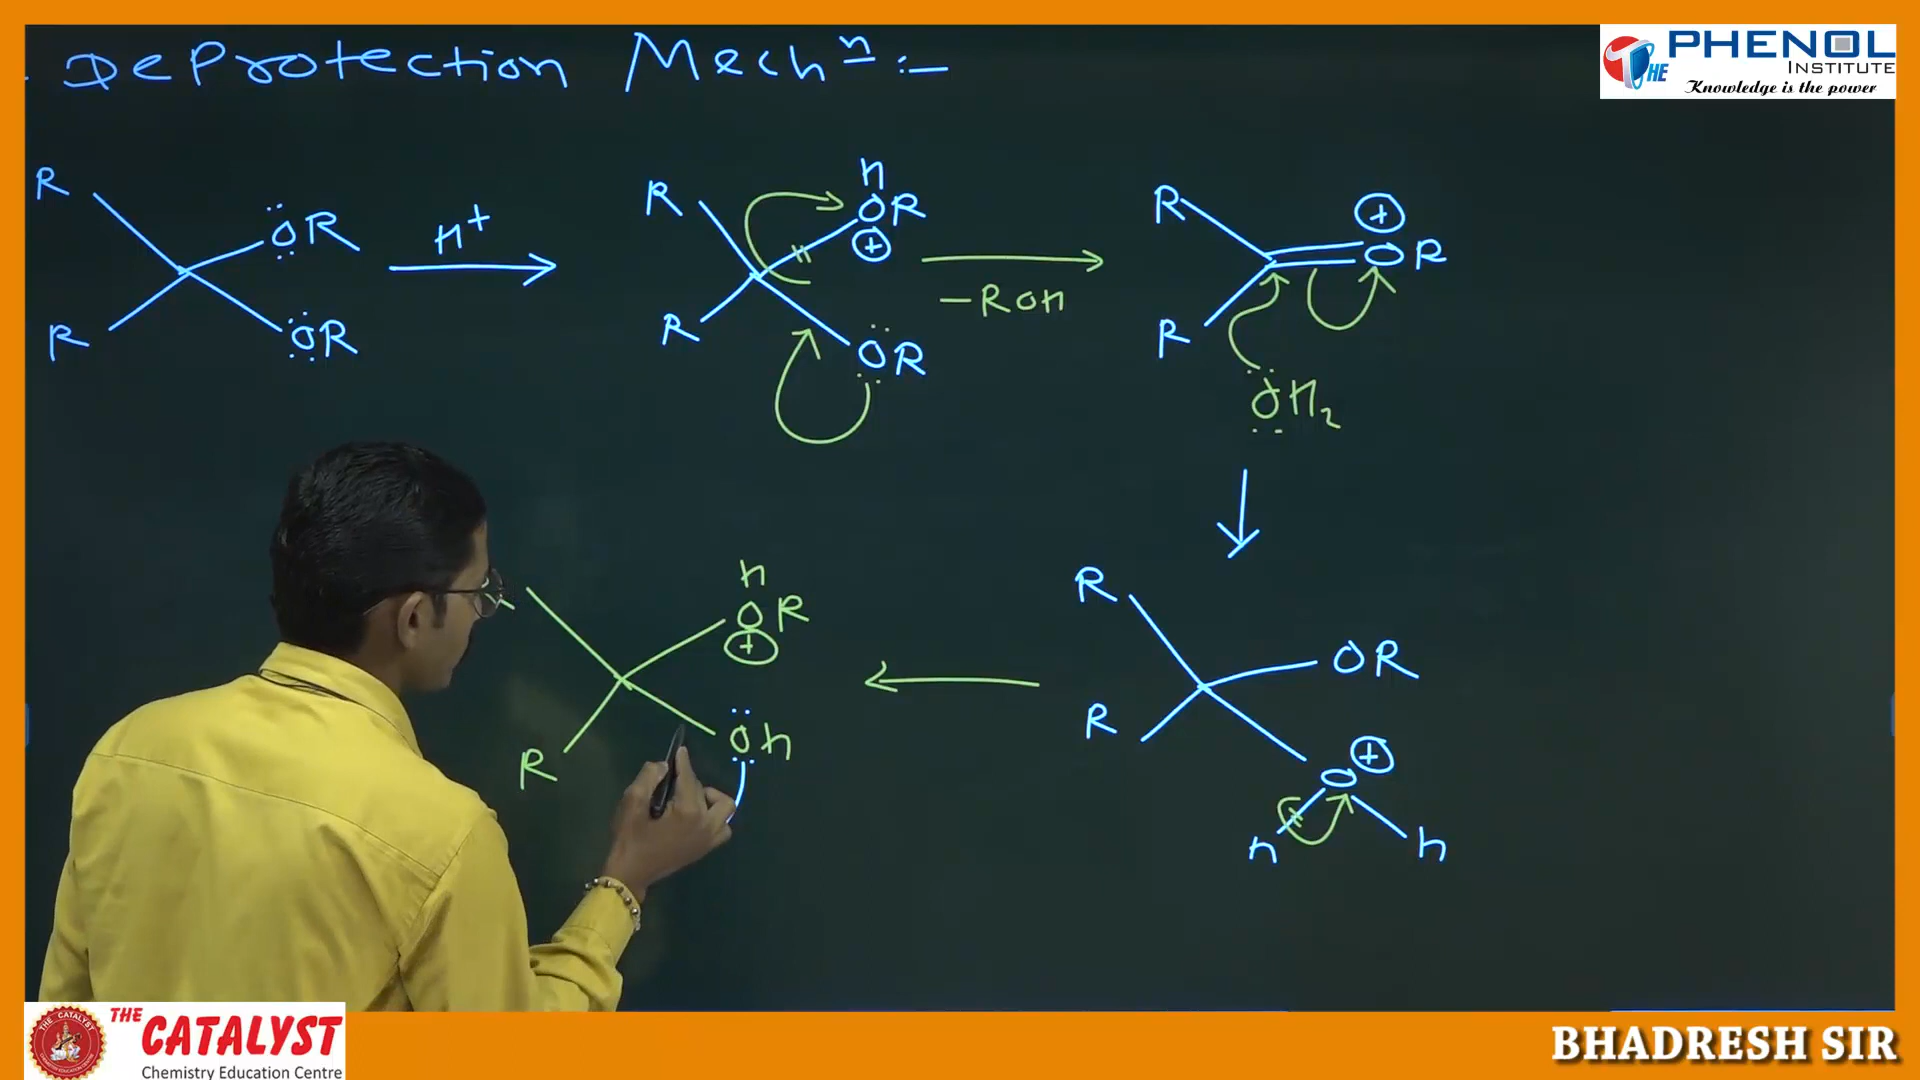 Deprotection Mechⁿ :-
THE PHENOL
INSTITUTE
Knowledge is the power
R R
ÖR ÖR
H⁺
R R
H
OR
⊕
ÖR
-ROH
R R
⊕
OR
ÖH₂
R
H
OR
⊕
ÖH
R R
OR
O⊕
H H
THE
CATALYST
Chemistry Education Centre
BHADRESH SIR